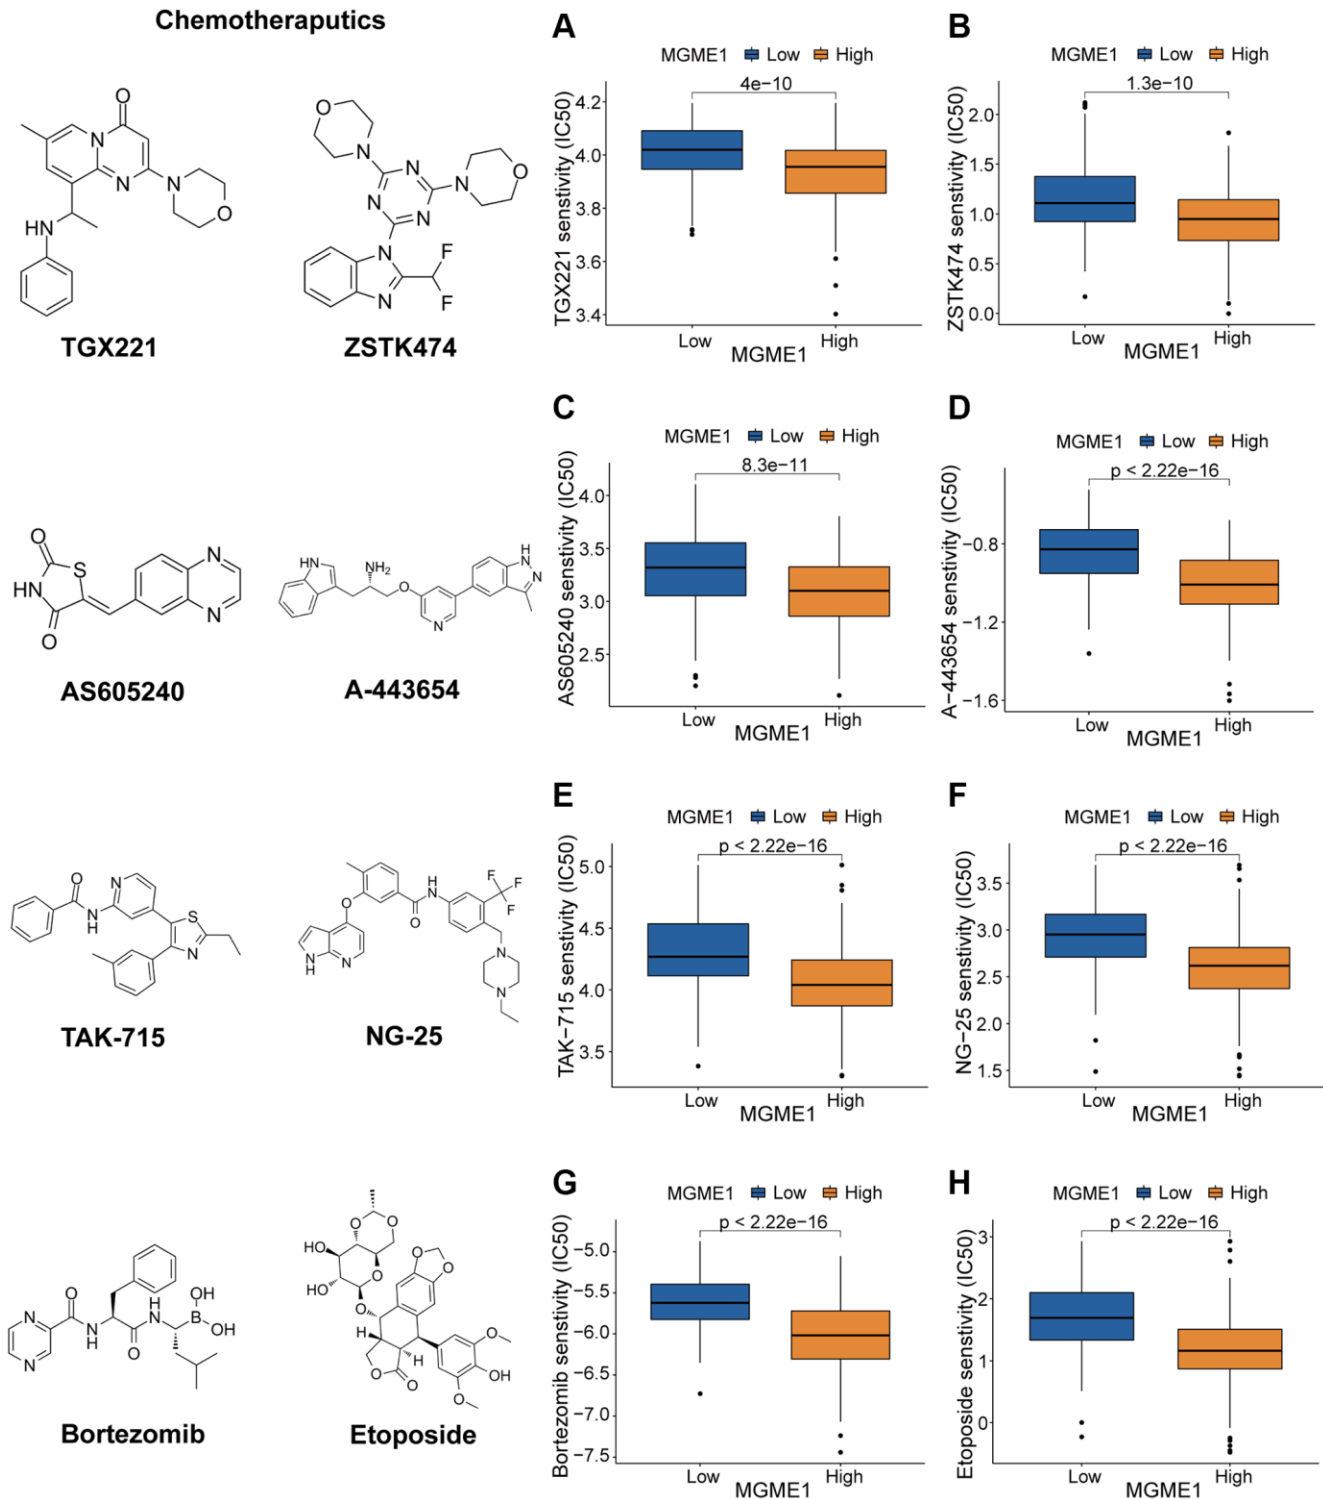 Chemotheraputics
TGX221
ZSTK474
AS605240
A-443654
TAK-715
NG-25
Bortezomib
Etoposide
A
MGME1 Low High
4e−10
TGX221 senstivity (IC50)
4.2
4.0
3.8
3.6
3.4
Low High
MGME1
B
MGME1 Low High
1.3e−10
ZSTK474 senstivity (IC50)
2.0
1.5
1.0
0.5
0.0
Low High
MGME1
C
MGME1 Low High
8.3e−11
AS605240 senstivity (IC50)
4.0
3.5
3.0
2.5
Low High
MGME1
D
MGME1 Low High
p < 2.22e−16
A−443654 senstivity (IC50)
−0.8
−1.2
−1.6
Low High
MGME1
E
MGME1 Low High
p < 2.22e−16
TAK−715 senstivity (IC50)
5.0
4.5
4.0
3.5
Low High
MGME1
F
MGME1 Low High
p < 2.22e−16
NG−25 senstivity (IC50)
3.5
3.0
2.5
2.0
1.5
Low High
MGME1
G
MGME1 Low High
p < 2.22e−16
Bortezomib senstivity (IC50)
−5.0
−5.5
−6.0
−6.5
−7.0
−7.5
Low High
MGME1
H
MGME1 Low High
p < 2.22e−16
Etoposide senstivity (IC50)
3
2
1
0
Low High
MGME1